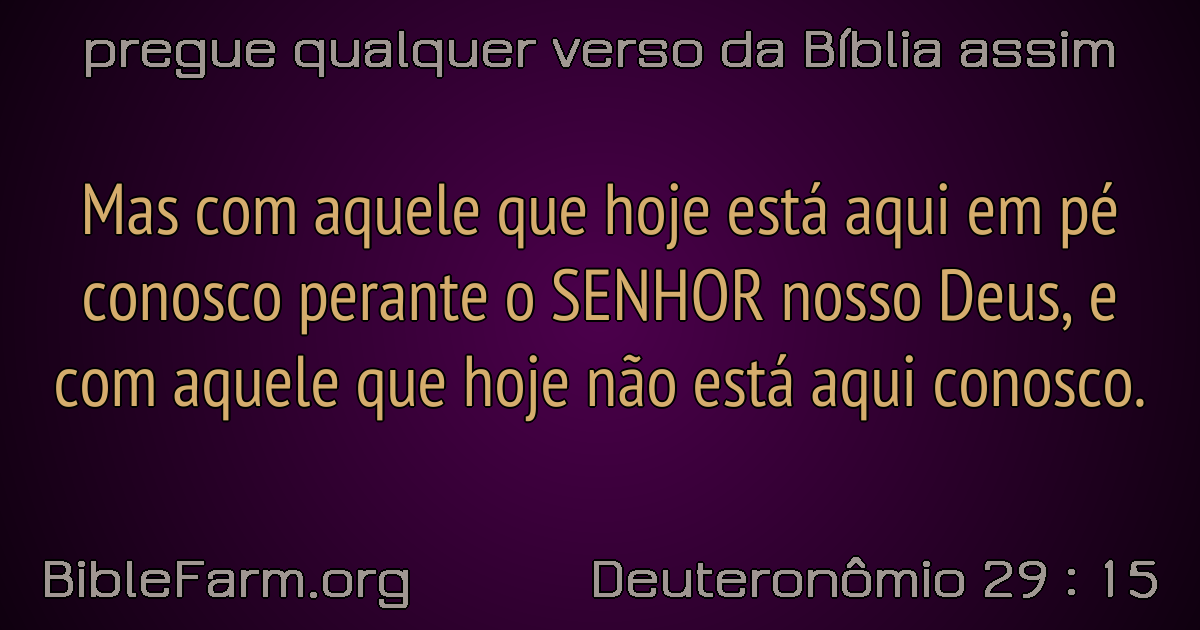 pregue qualquer verso da Bíblia assim
Mas com aquele que hoje está aqui em pé
conosco perante o SENHOR nosso Deus, e
com aquele que hoje não está aqui conosco.
BibleFarm.org
Deuteronômio 29 : 15